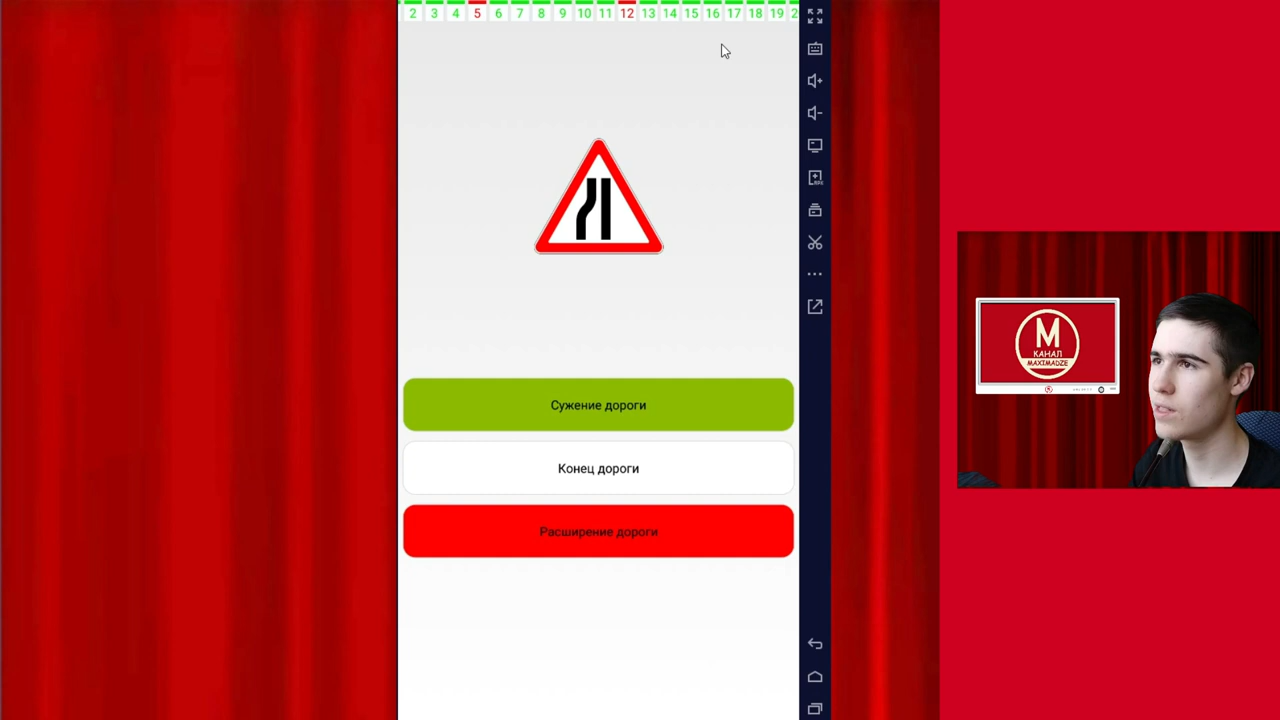 2 3 4 5 6 7 8 9 10 11 12 13 14 15 16 17 18 19 2
Сужение дороги
Конец дороги
Расширение дороги
М
КАНАЛ
MAXIMADZE